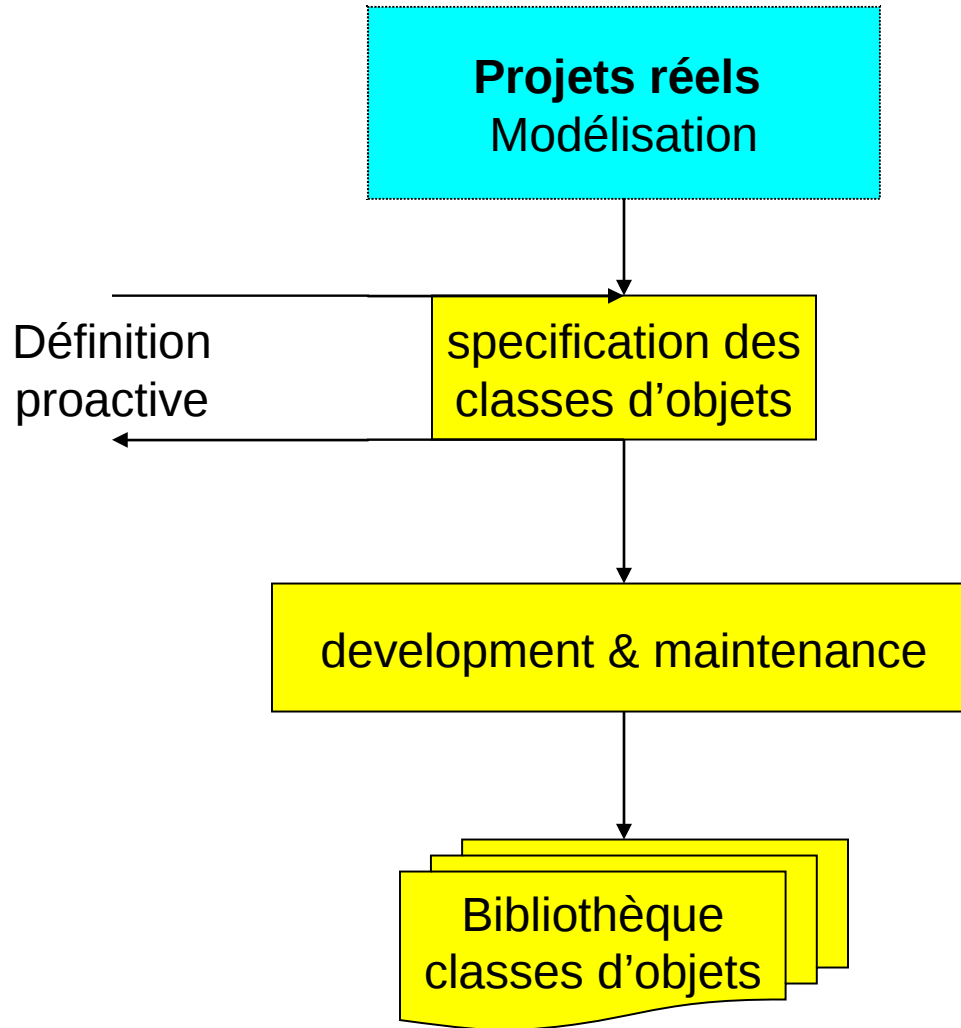 Projets réels
Modélisation
Définition
proactive
specification des
classes d’objets
development & maintenance
Bibliothèque
classes d’objets